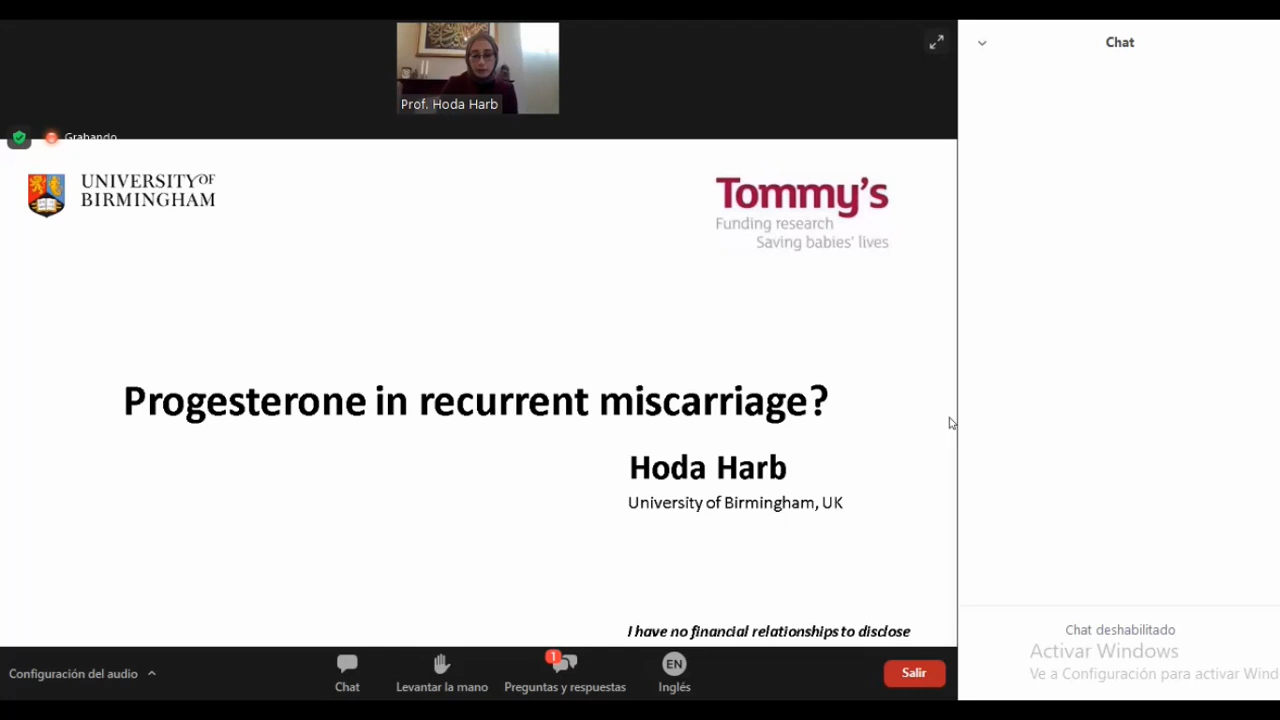 Chat
Prof. Hoda Harb
Grabando
UNIVERSITY OF
BIRMINGHAM
Tommy's
Funding research
Saving babies' lives
Progesterone in recurrent miscarriage?
Hoda Harb
University of Birmingham, UK
I have no financial relationships to disclose
Chat deshabilitado
Activar Windows
Ve a Configuración para activar Wind
Configuración del audio
Chat
Levantar la mano
1
Preguntas y respuestas
EN
Inglés
Salir